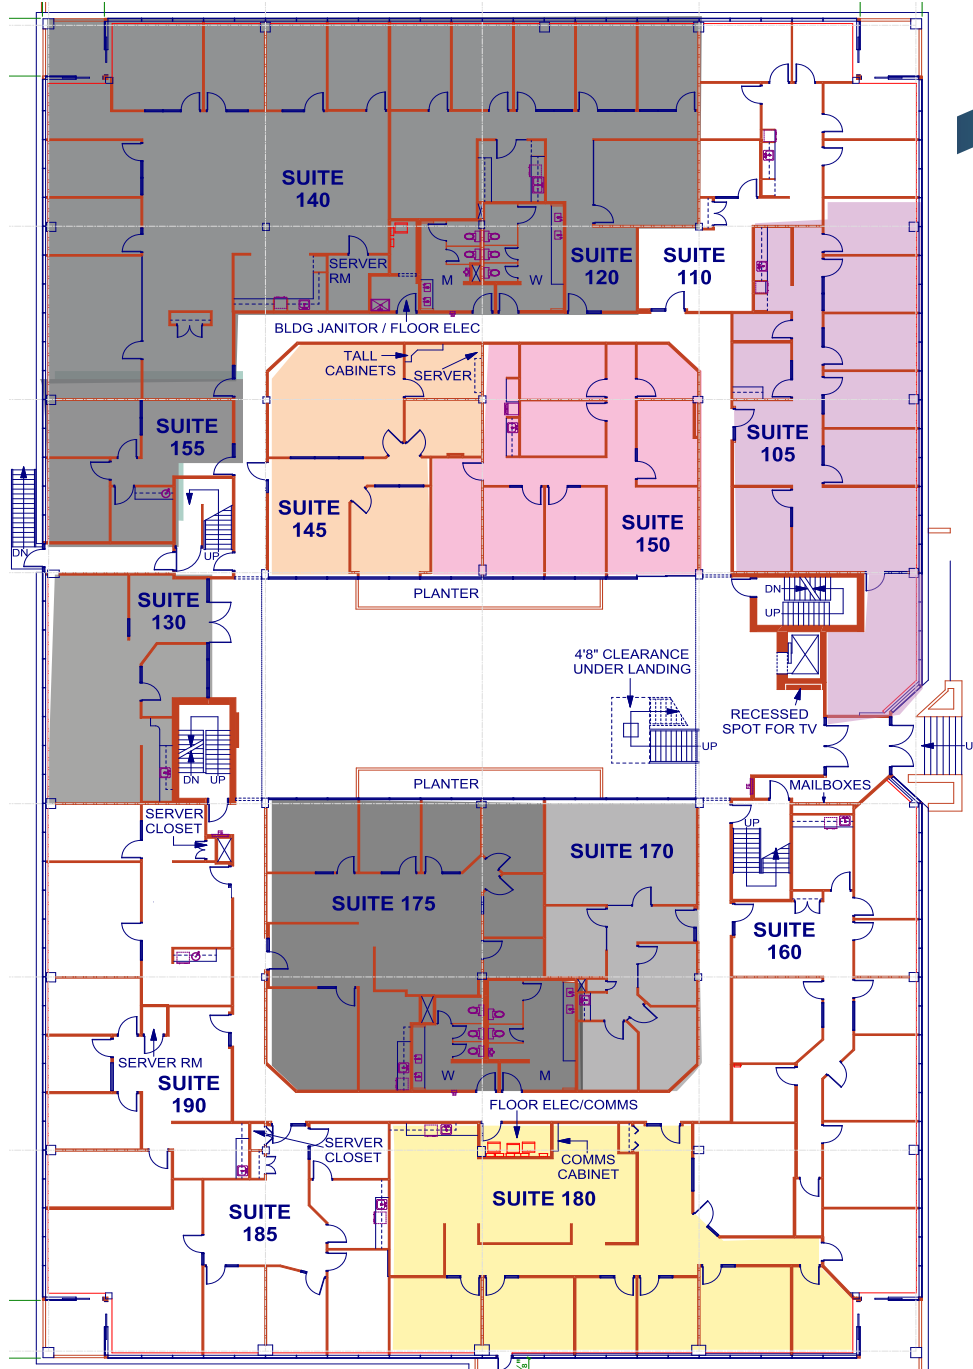 SUITE
140
SERVER
RM
M
W
SUITE
120
SUITE
110
BLDG JANITOR / FLOOR ELEC
TALL
CABINETS
SERVER
SUITE
155
SUITE
105
SUITE
145
SUITE
150
DN
UP
SUITE
130
PLANTER
DN
UP
4'8" CLEARANCE
UNDER LANDING
RECESSED
SPOT FOR TV
UP
U
DN
UP
PLANTER
MAILBOXES
SERVER
CLOSET
UP
SUITE 170
SUITE 175
SUITE
160
SERVER RM
SUITE
190
W
M
FLOOR ELEC/COMMS
SERVER
CLOSET
COMMS
CABINET
SUITE 180
SUITE
185